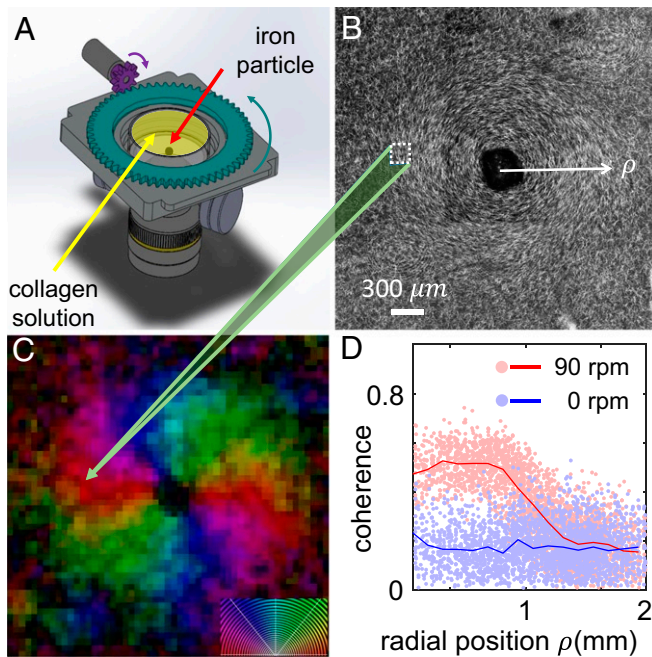 A
iron
particle
collagen
solution
B
ρ
300 μm
C
D
0.8
90 rpm
0 rpm
coherence
0
1
2
radial position ρ(mm)